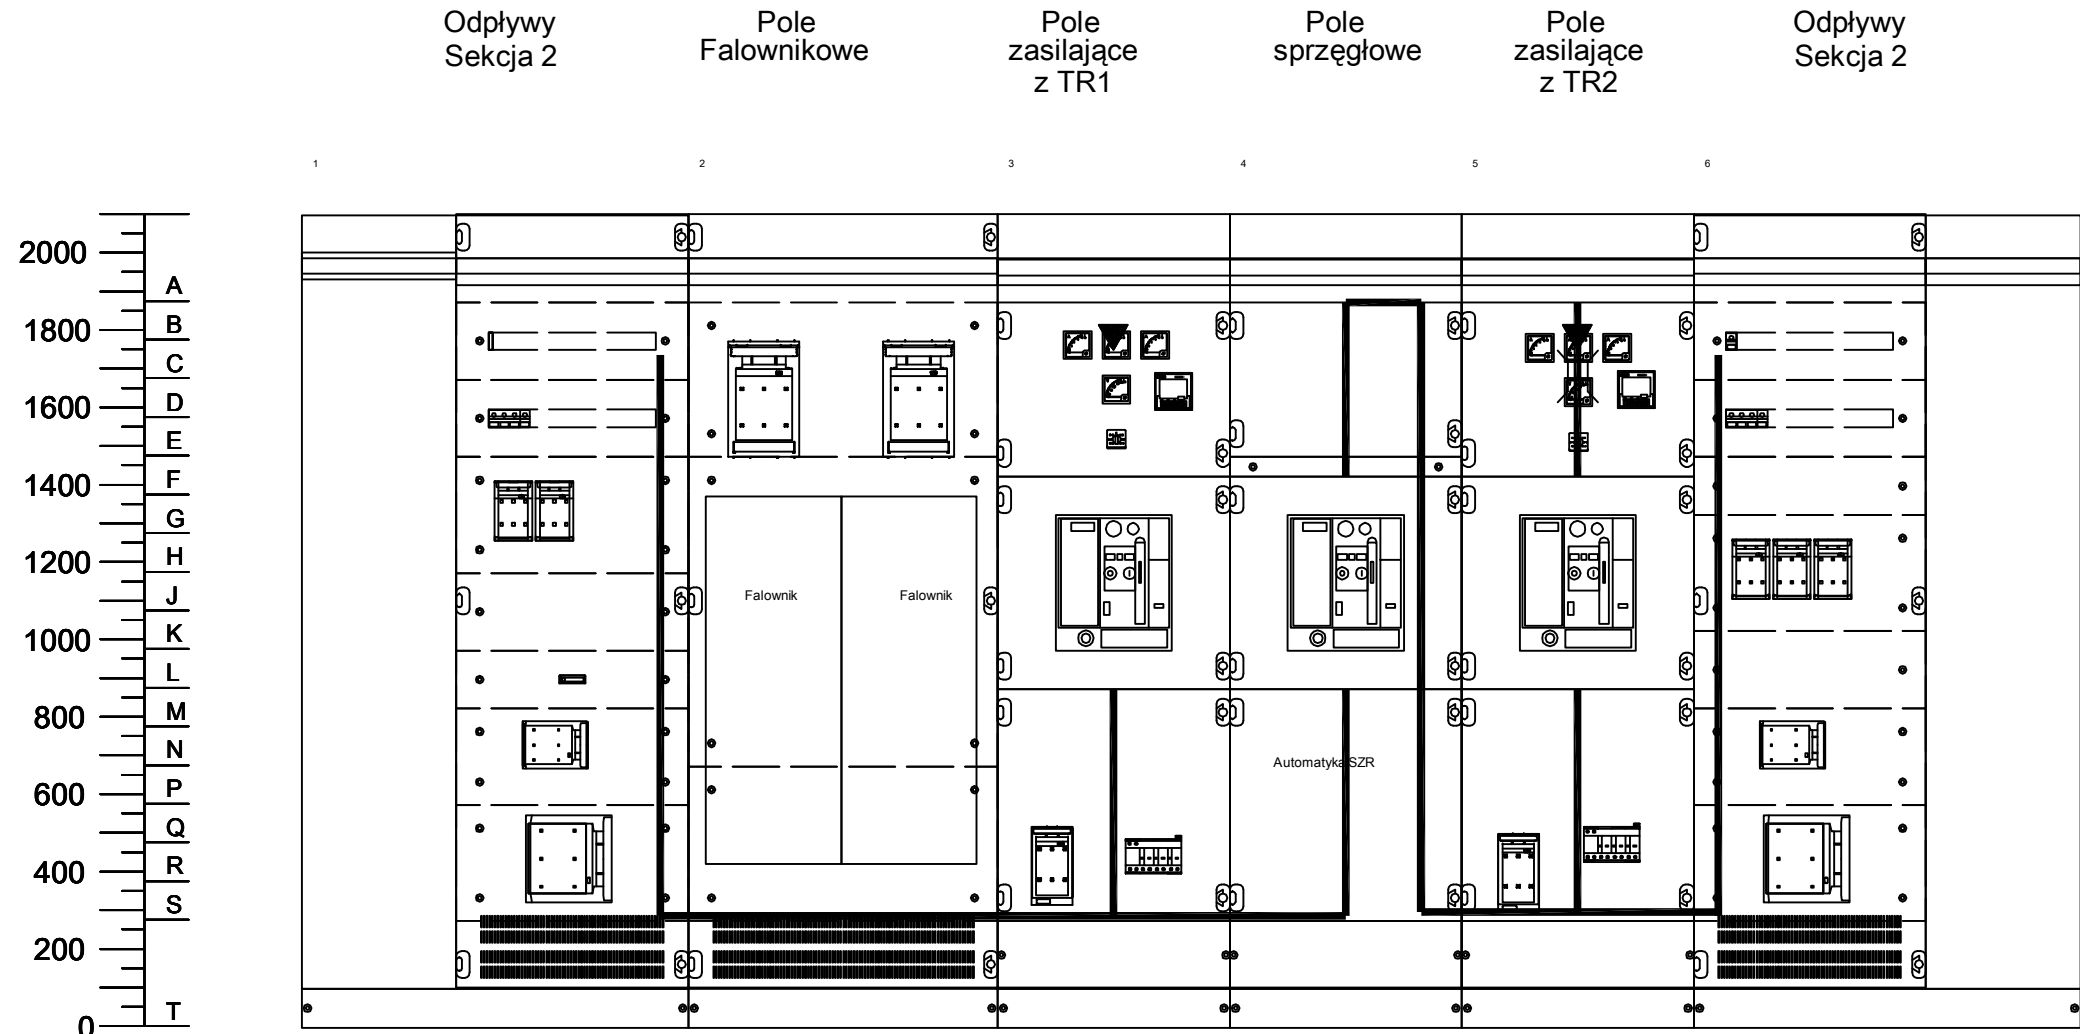 Odpływy
Sekcja 2
Pole
Falownikowe
Pole
zasilające
z TR1
Pole
sprzęgłowe
Pole
zasilające
z TR2
Odpływy
Sekcja 2
1
2
3
4
5
6
2000
A
B
1800
C
D
1600
E
F
1400
G
H
1200
J
K
1000
L
M
800
N
P
600
Q
R
400
S
200
T
0
Falownik
Falownik
Automatyka SZR